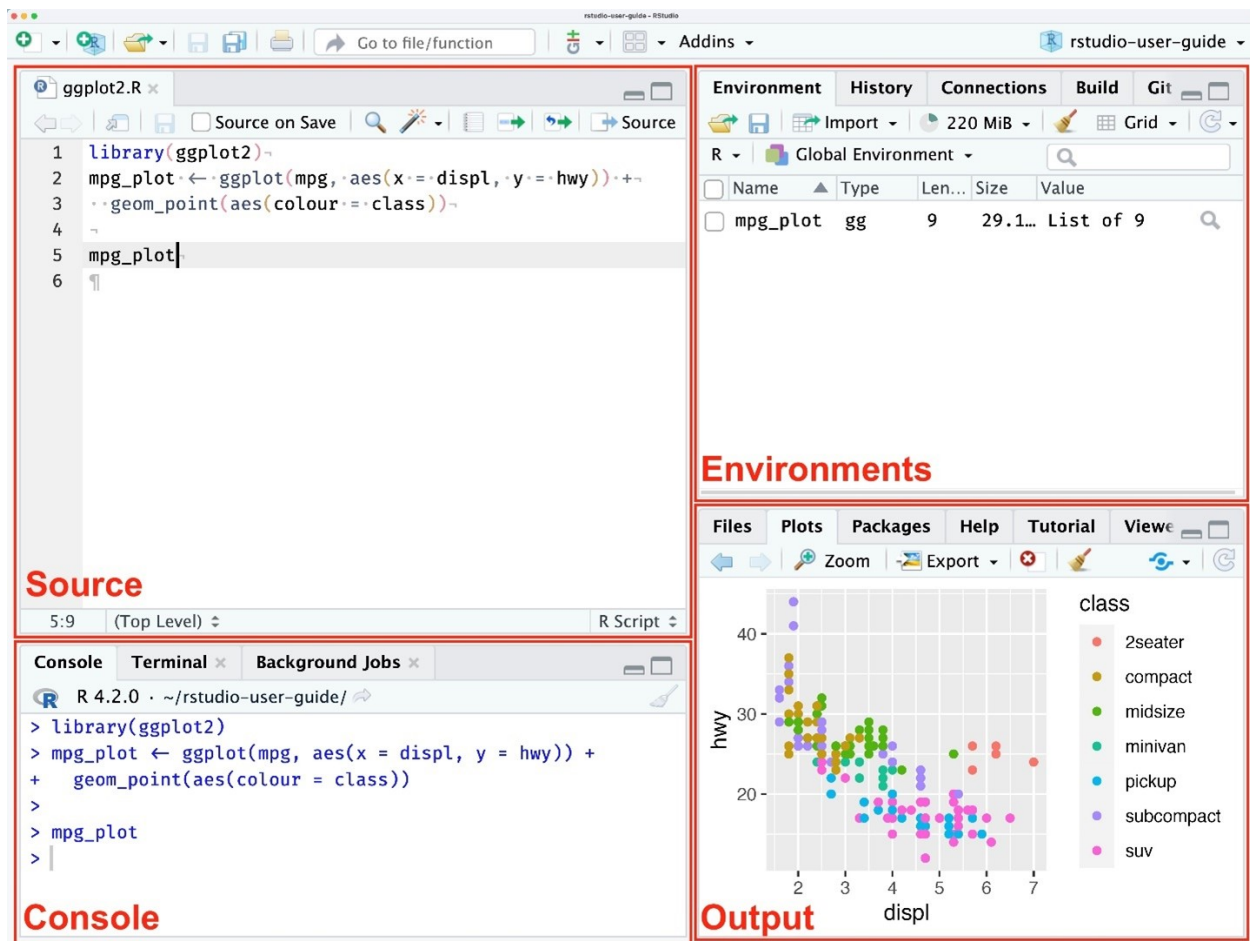 rstudio-user-guide - RStudio
Go to file/function
Addins
rstudio-user-guide
ggplot2.R
Source on Save
Source
1 library(ggplot2)¬
2 mpg_plot·←·ggplot(mpg,·aes(x·=·displ,·y·=·hwy))·+¬
3 ··geom_point(aes(colour·=·class))¬
4 ¬
5 mpg_plot¬
6 ¶
Source
5:9 (Top Level) R Script
Console Terminal Background Jobs
R 4.2.0 · ~/rstudio-user-guide/
> library(ggplot2)
> mpg_plot ← ggplot(mpg, aes(x = displ, y = hwy)) +
+   geom_point(aes(colour = class))
>
> mpg_plot
>
Console
Environment History Connections Build Git
Import 220 MiB Grid
R Global Environment
Name Type Len... Size Value
mpg_plot gg 9 29.1… List of 9
Environments
Files Plots Packages Help Tutorial Viewe
Zoom Export
class
2seater
compact
midsize
minivan
pickup
subcompact
suv
hwy
40
30
20
2 3 4 5 6 7
displ
Output